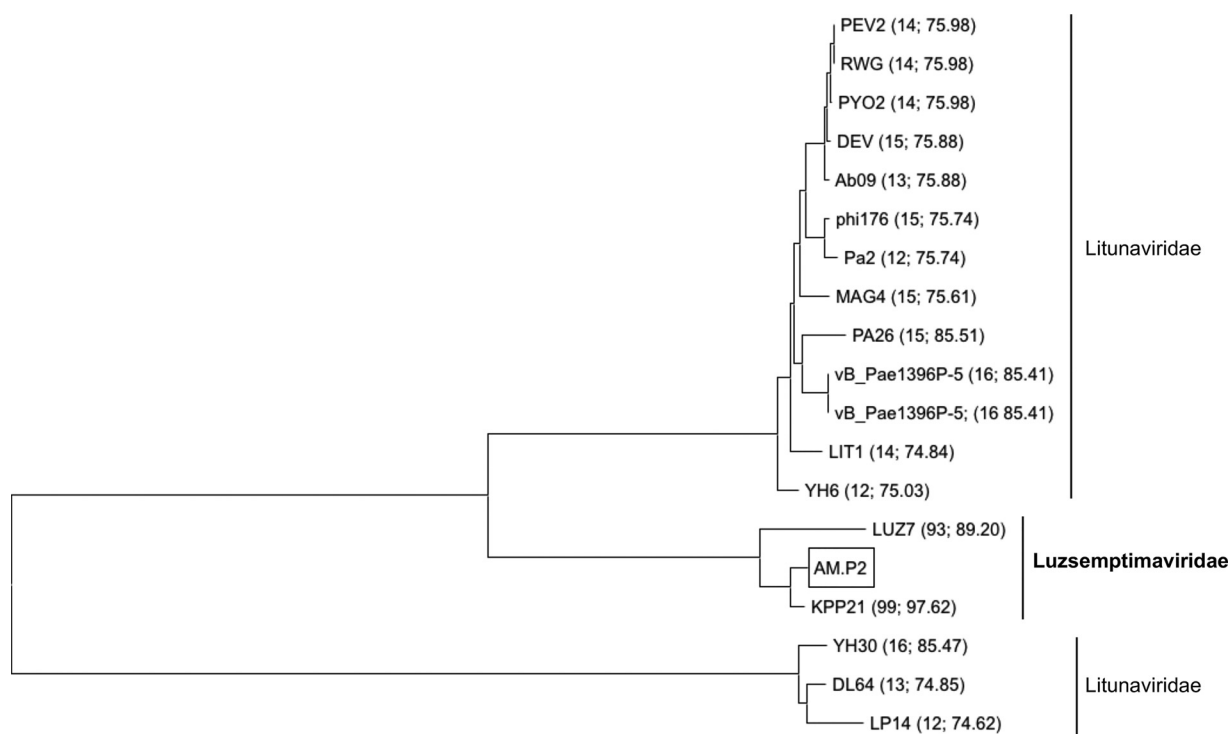 PEV2 (14; 75.98)
RWG (14; 75.98)
PYO2 (14; 75.98)
DEV (15; 75.88)
Ab09 (13; 75.88)
phi176 (15; 75.74)
Pa2 (12; 75.74)
MAG4 (15; 75.61)
PA26 (15; 85.51)
vB_Pae1396P-5 (16; 85.41)
vB_Pae1396P-5; (16 85.41)
LIT1 (14; 74.84)
YH6 (12; 75.03)
Litunaviridae
LUZ7 (93; 89.20)
AM.P2
KPP21 (99; 97.62)
Luzsemptimaviridae
YH30 (16; 85.47)
DL64 (13; 74.85)
LP14 (12; 74.62)
Litunaviridae